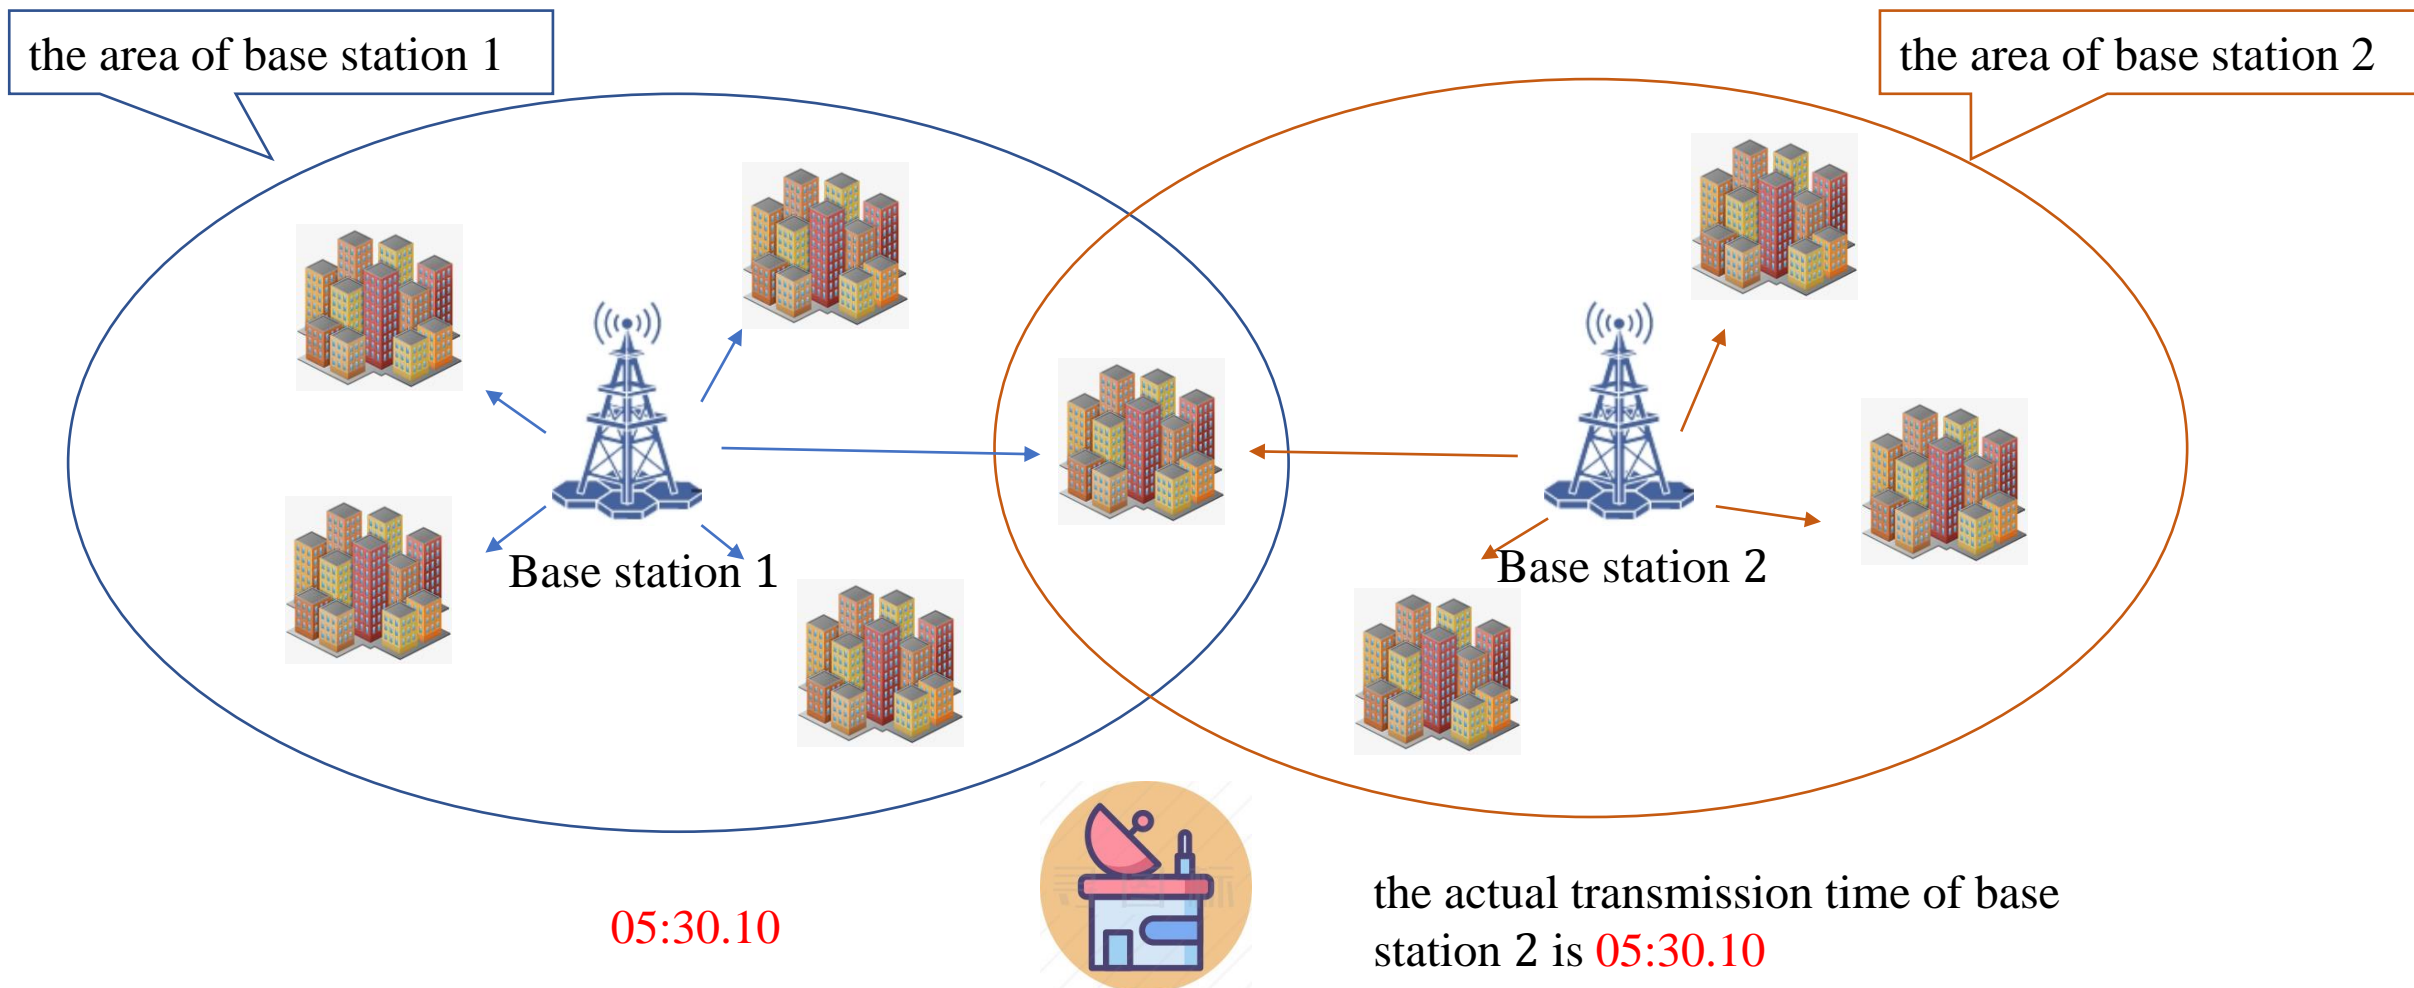 the area of base station 1
the area of base station 2
Base station 1
Base station 2
05:30.10
the actual transmission time of base
station 2 is 05:30.10